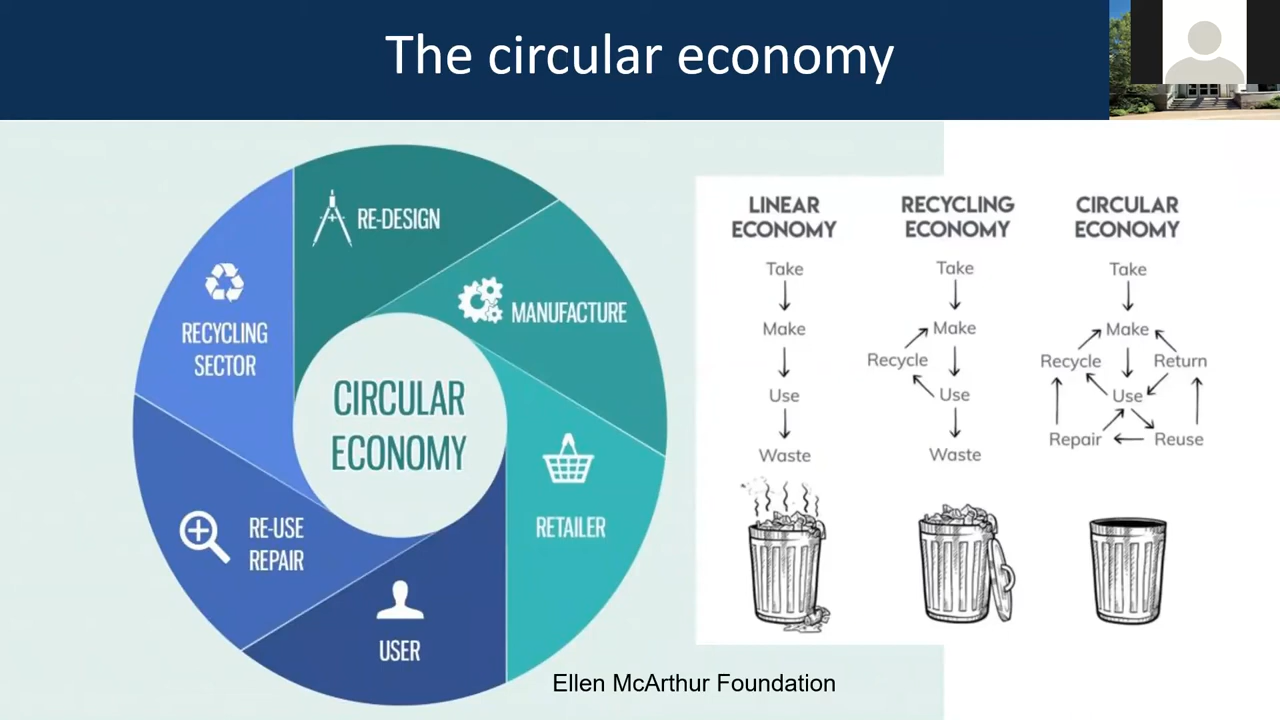 The circular economy
RE-DESIGN
MANUFACTURE
RETAILER
USER
RE-USE
REPAIR
RECYCLING
SECTOR
CIRCULAR
ECONOMY
LINEAR
ECONOMY
Take
Make
Use
Waste
RECYCLING
ECONOMY
Take
Make
Recycle
Use
Waste
CIRCULAR
ECONOMY
Take
Make
Recycle
Return
Use
Repair
Reuse
Ellen McArthur Foundation